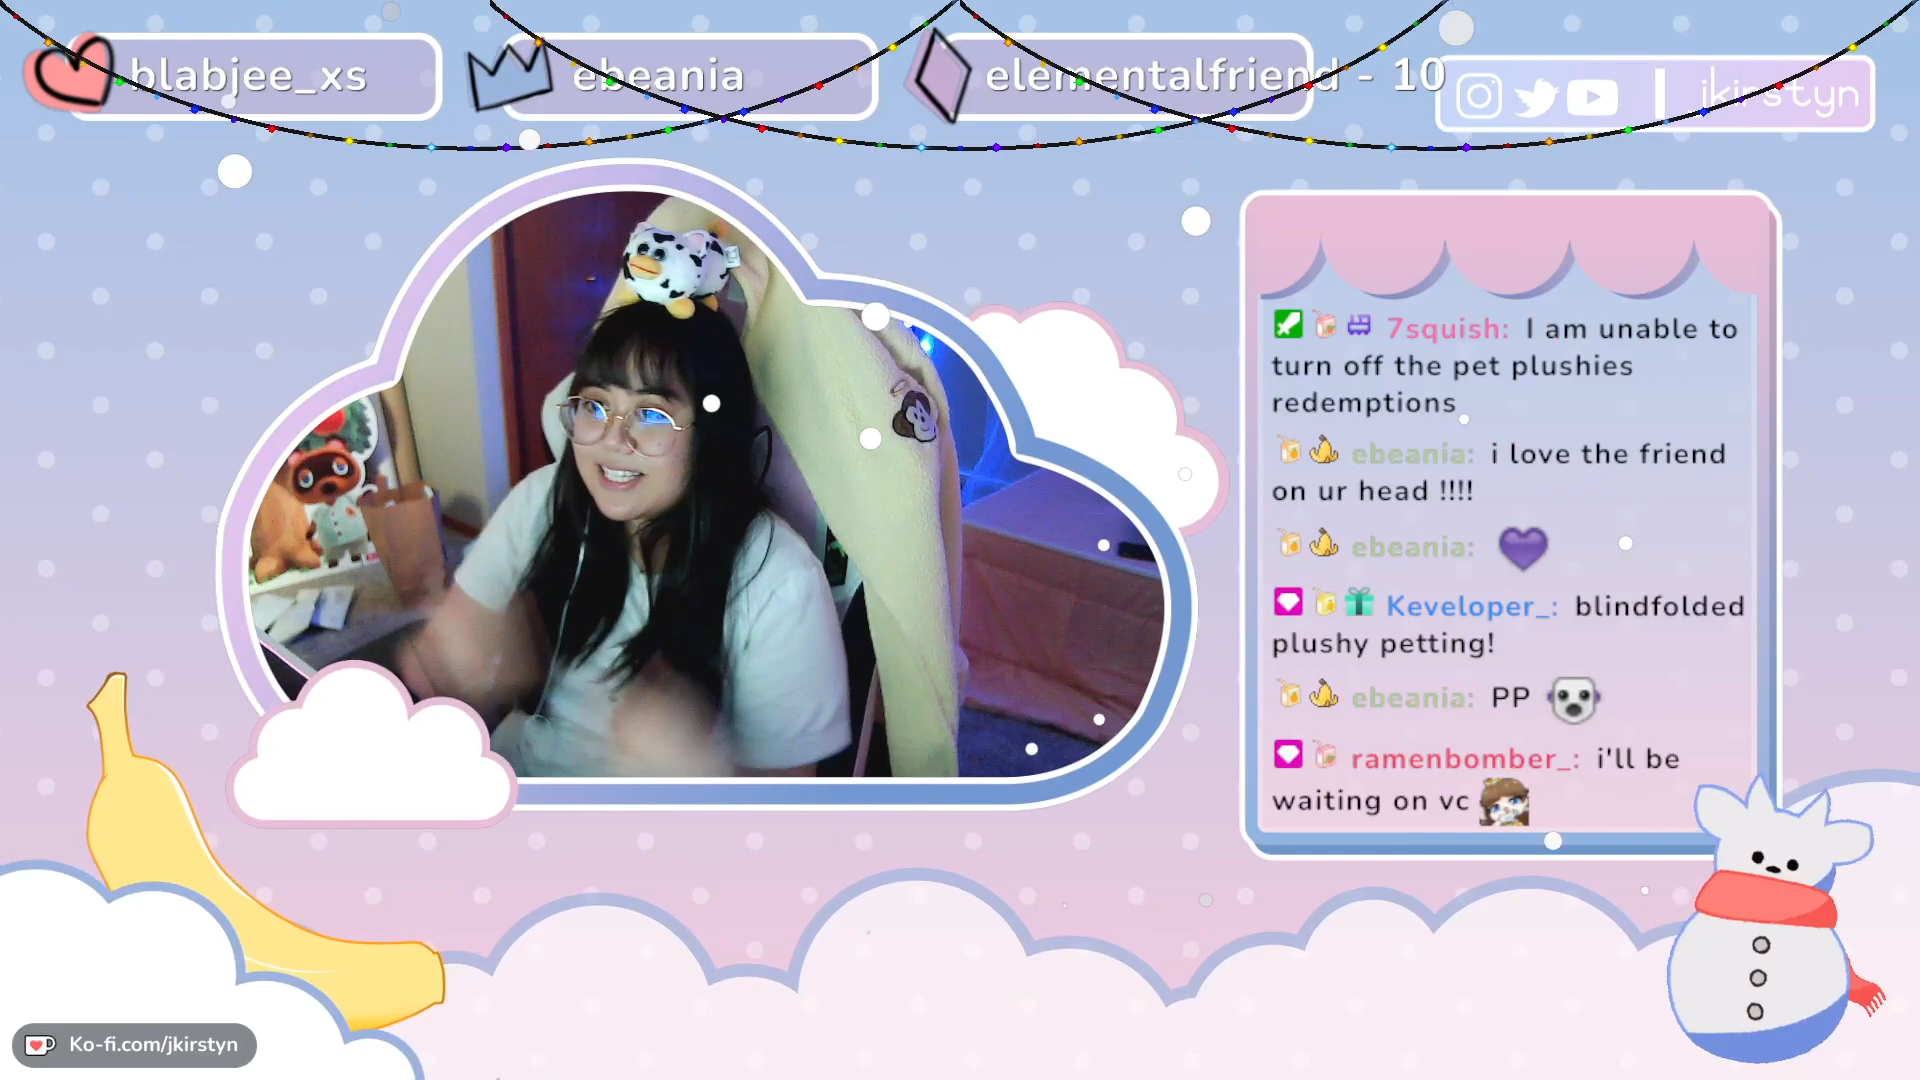 blabjee_xs
ebeania
elementalfriend - 10
jkirstyn
7squish: I am unable to
turn off the pet plushies
redemptions
ebeania: i love the friend
on ur head !!!!
ebeania:
Keveloper_: blindfolded
plushy petting!
ebeania: PP
ramenbomber_: i'll be
waiting on vc
Ko-fi.com/jkirstyn